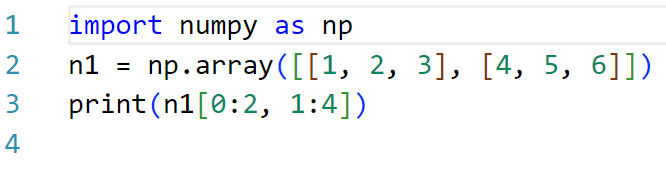 1 import numpy as np
2 n1 = np.array([[1, 2, 3], [4, 5, 6]])
3 print(n1[0:2, 1:4])
4